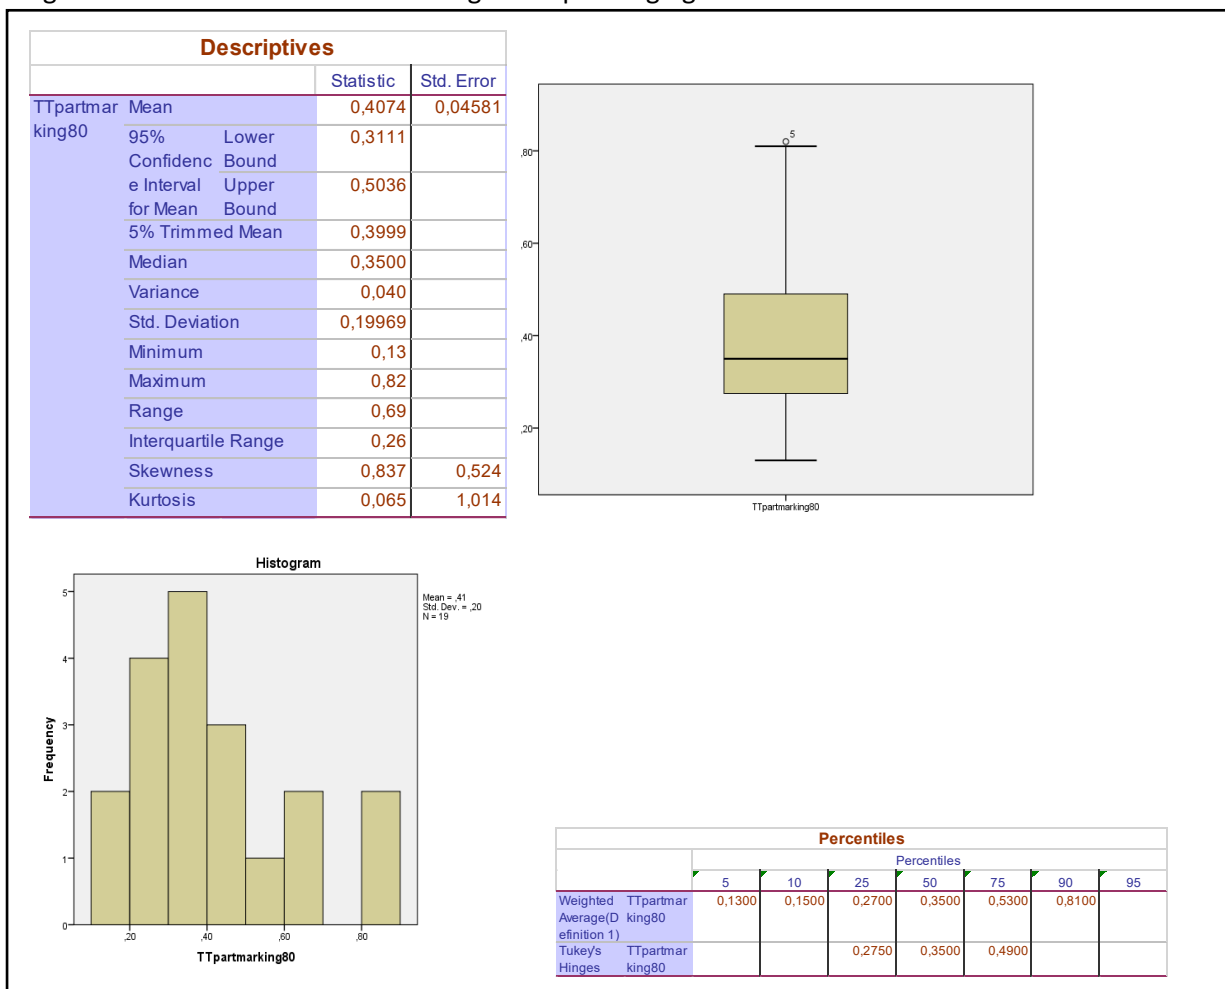 Descriptives
Statistic Std. Error
TTpartmar
king80
Mean 0,4074 0,04581
95%
Confidenc
e Interval
for Mean
Lower
Bound
0,3111
Upper
Bound
0,5036
5% Trimmed Mean 0,3999
Median 0,3500
Variance 0,040
Std. Deviation 0,19969
Minimum 0,13
Maximum 0,82
Range 0,69
Interquartile Range 0,26
Skewness 0,837 0,524
Kurtosis 0,065 1,014
5
,80
,60
,40
,20
TTpartmarking80
Histogram
Mean = ,41
Std. Dev. = ,20
N = 19
Frequency
5
4
3
2
1
0
,20 ,40 ,60 ,80
TTpartmarking80
Percentiles
Percentiles
5 10 25 50 75 90 95
Weighted
Average(D
efinition 1)
TTpartmar
king80
0,1300 0,1500 0,2700 0,3500 0,5300 0,8100
Tukey's
Hinges
TTpartmar
king80
0,2750 0,3500 0,4900